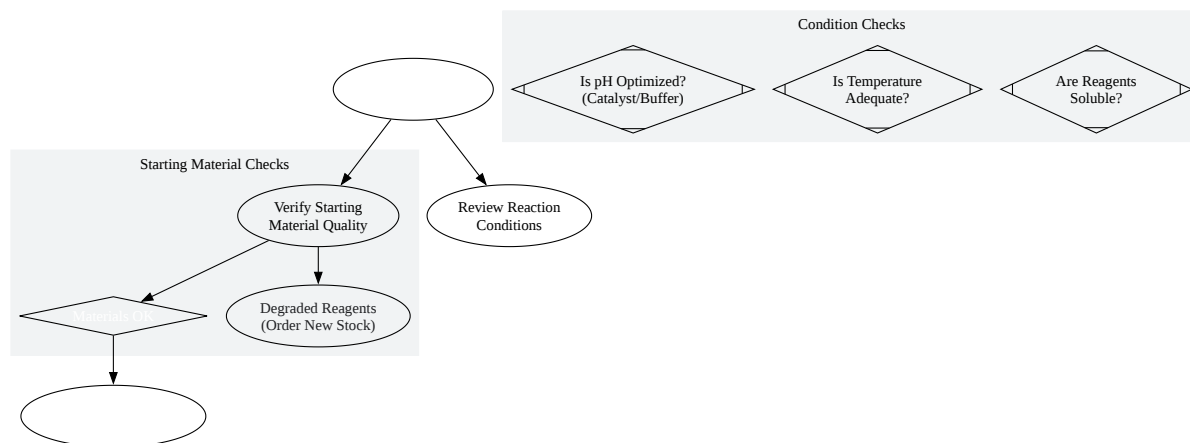 Condition Checks
Is pH Optimized?
(Catalyst/Buffer)
Is Temperature
Adequate?
Are Reagents
Soluble?
Starting Material Checks
Verify Starting
Material Quality
Review Reaction
Conditions
Materials OK
Degraded Reagents
(Order New Stock)